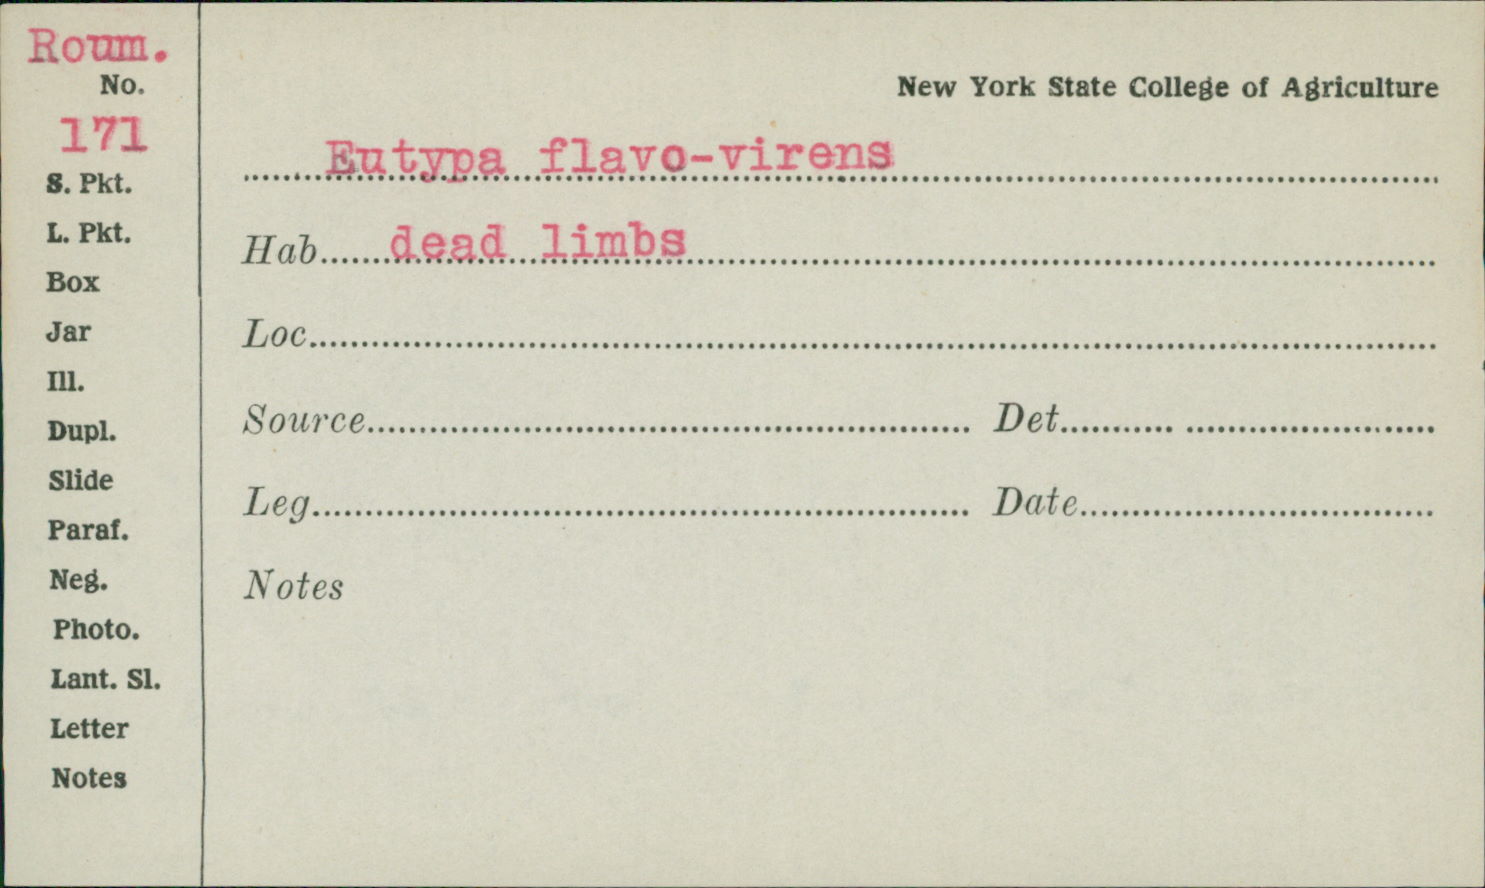 Roum.
No.
171
S. Pkt.
L. Pkt.
Box
Jar
Ill.
Dupl.
Slide
Paraf.
Neg.
Photo.
Lant. Sl.
Letter
Notes
New York State College of Agriculture
Eutypa flavo-virens
Hab.....dead limbs
Loc.
Source. Det.
Leg. Date.
Notes